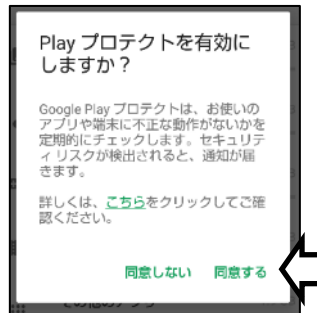 Play プロテクトを有効に
しますか？
Google Play プロテクトは、お使いの
アプリや端末に不正な動作がないかを
定期的にチェックします。セキュリテ
ィ リスクが検出されると、通知が届
きます。
詳しくは、こちらをクリックしてご確
認ください。
同意しない 同意する